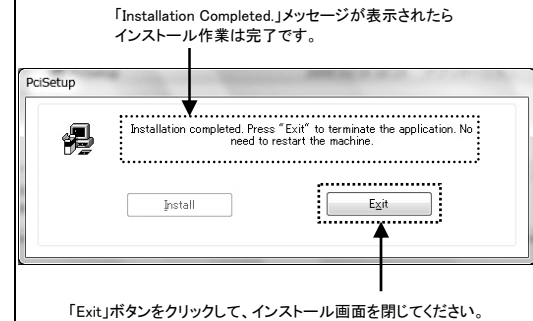 「Installation Completed.」メッセージが表示されたら
インストール作業は完了です。
PciSetup
Installation completed. Press "Exit" to terminate the application. No
need to restart the machine.
Install
Exit
「Exit」ボタンをクリックして、インストール画面を閉じてください。